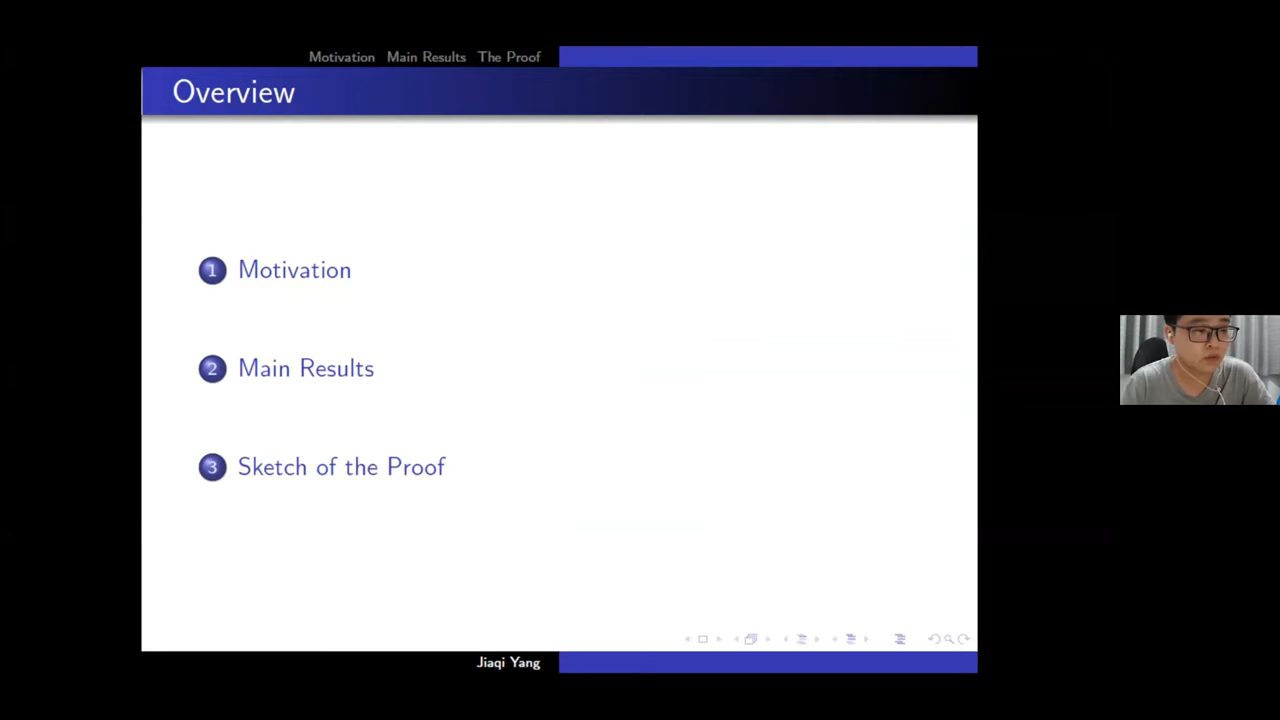 Motivation Main Results The Proof
Overview
1 Motivation
2 Main Results
3 Sketch of the Proof
Jiaqi Yang